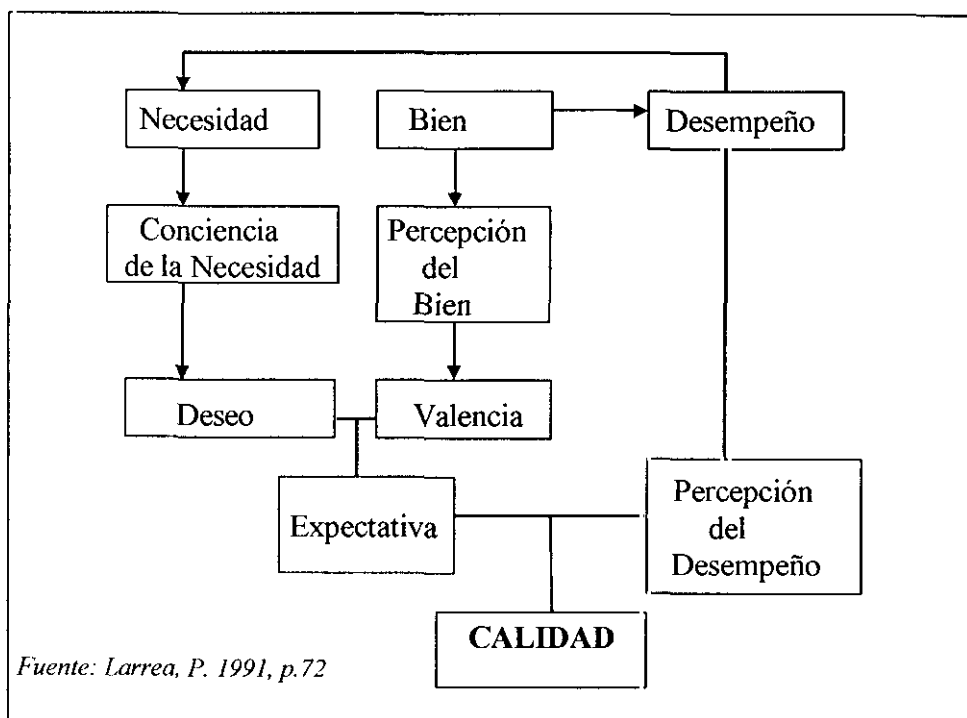 Necesidad
Bien
Desempeño
Conciencia
de la Necesidad
Percepción
del
Bien
Deseo
Valencia
Expectativa
Percepción
del
Desempeño
CALIDAD
Fuente: Larrea, P. 1991, p.72